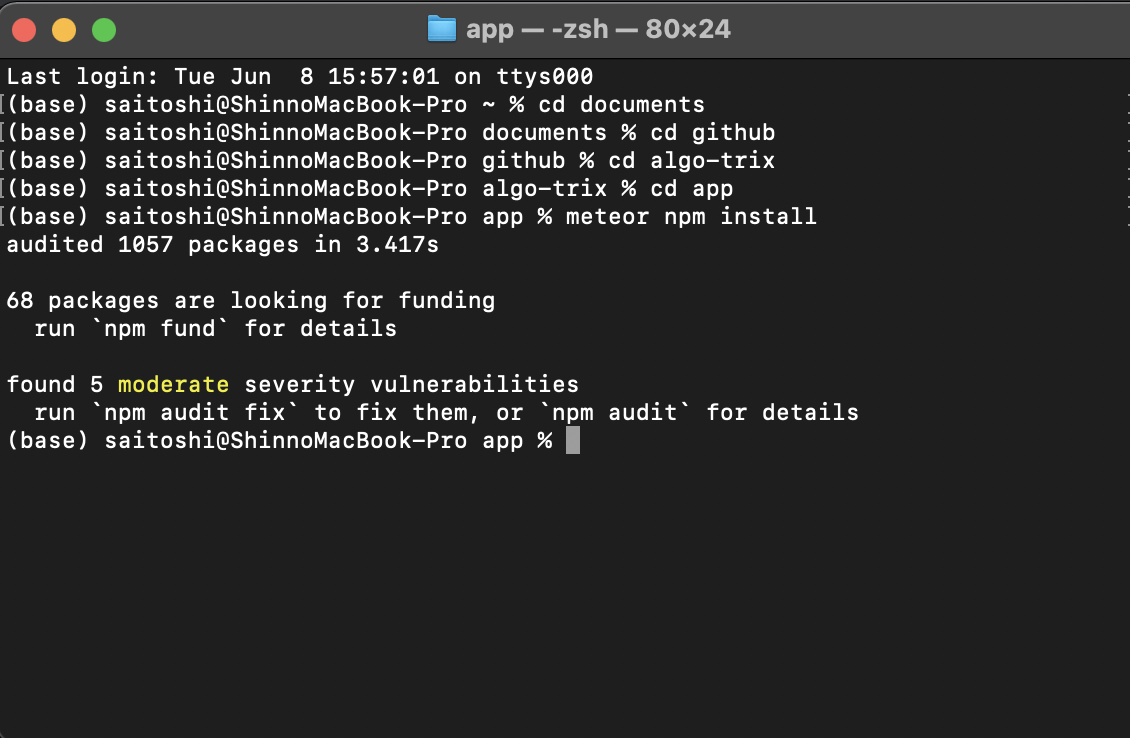 app — -zsh — 80×24
Last login: Tue Jun  8 15:57:01 on ttys000
[(base) saitoshi@ShinnoMacBook-Pro ~ % cd documents
[(base) saitoshi@ShinnoMacBook-Pro documents % cd github
[(base) saitoshi@ShinnoMacBook-Pro github % cd algo-trix
[(base) saitoshi@ShinnoMacBook-Pro algo-trix % cd app
[(base) saitoshi@ShinnoMacBook-Pro app % meteor npm install
audited 1057 packages in 3.417s

68 packages are looking for funding
  run `npm fund` for details

found 5 moderate severity vulnerabilities
  run `npm audit fix` to fix them, or `npm audit` for details
(base) saitoshi@ShinnoMacBook-Pro app %